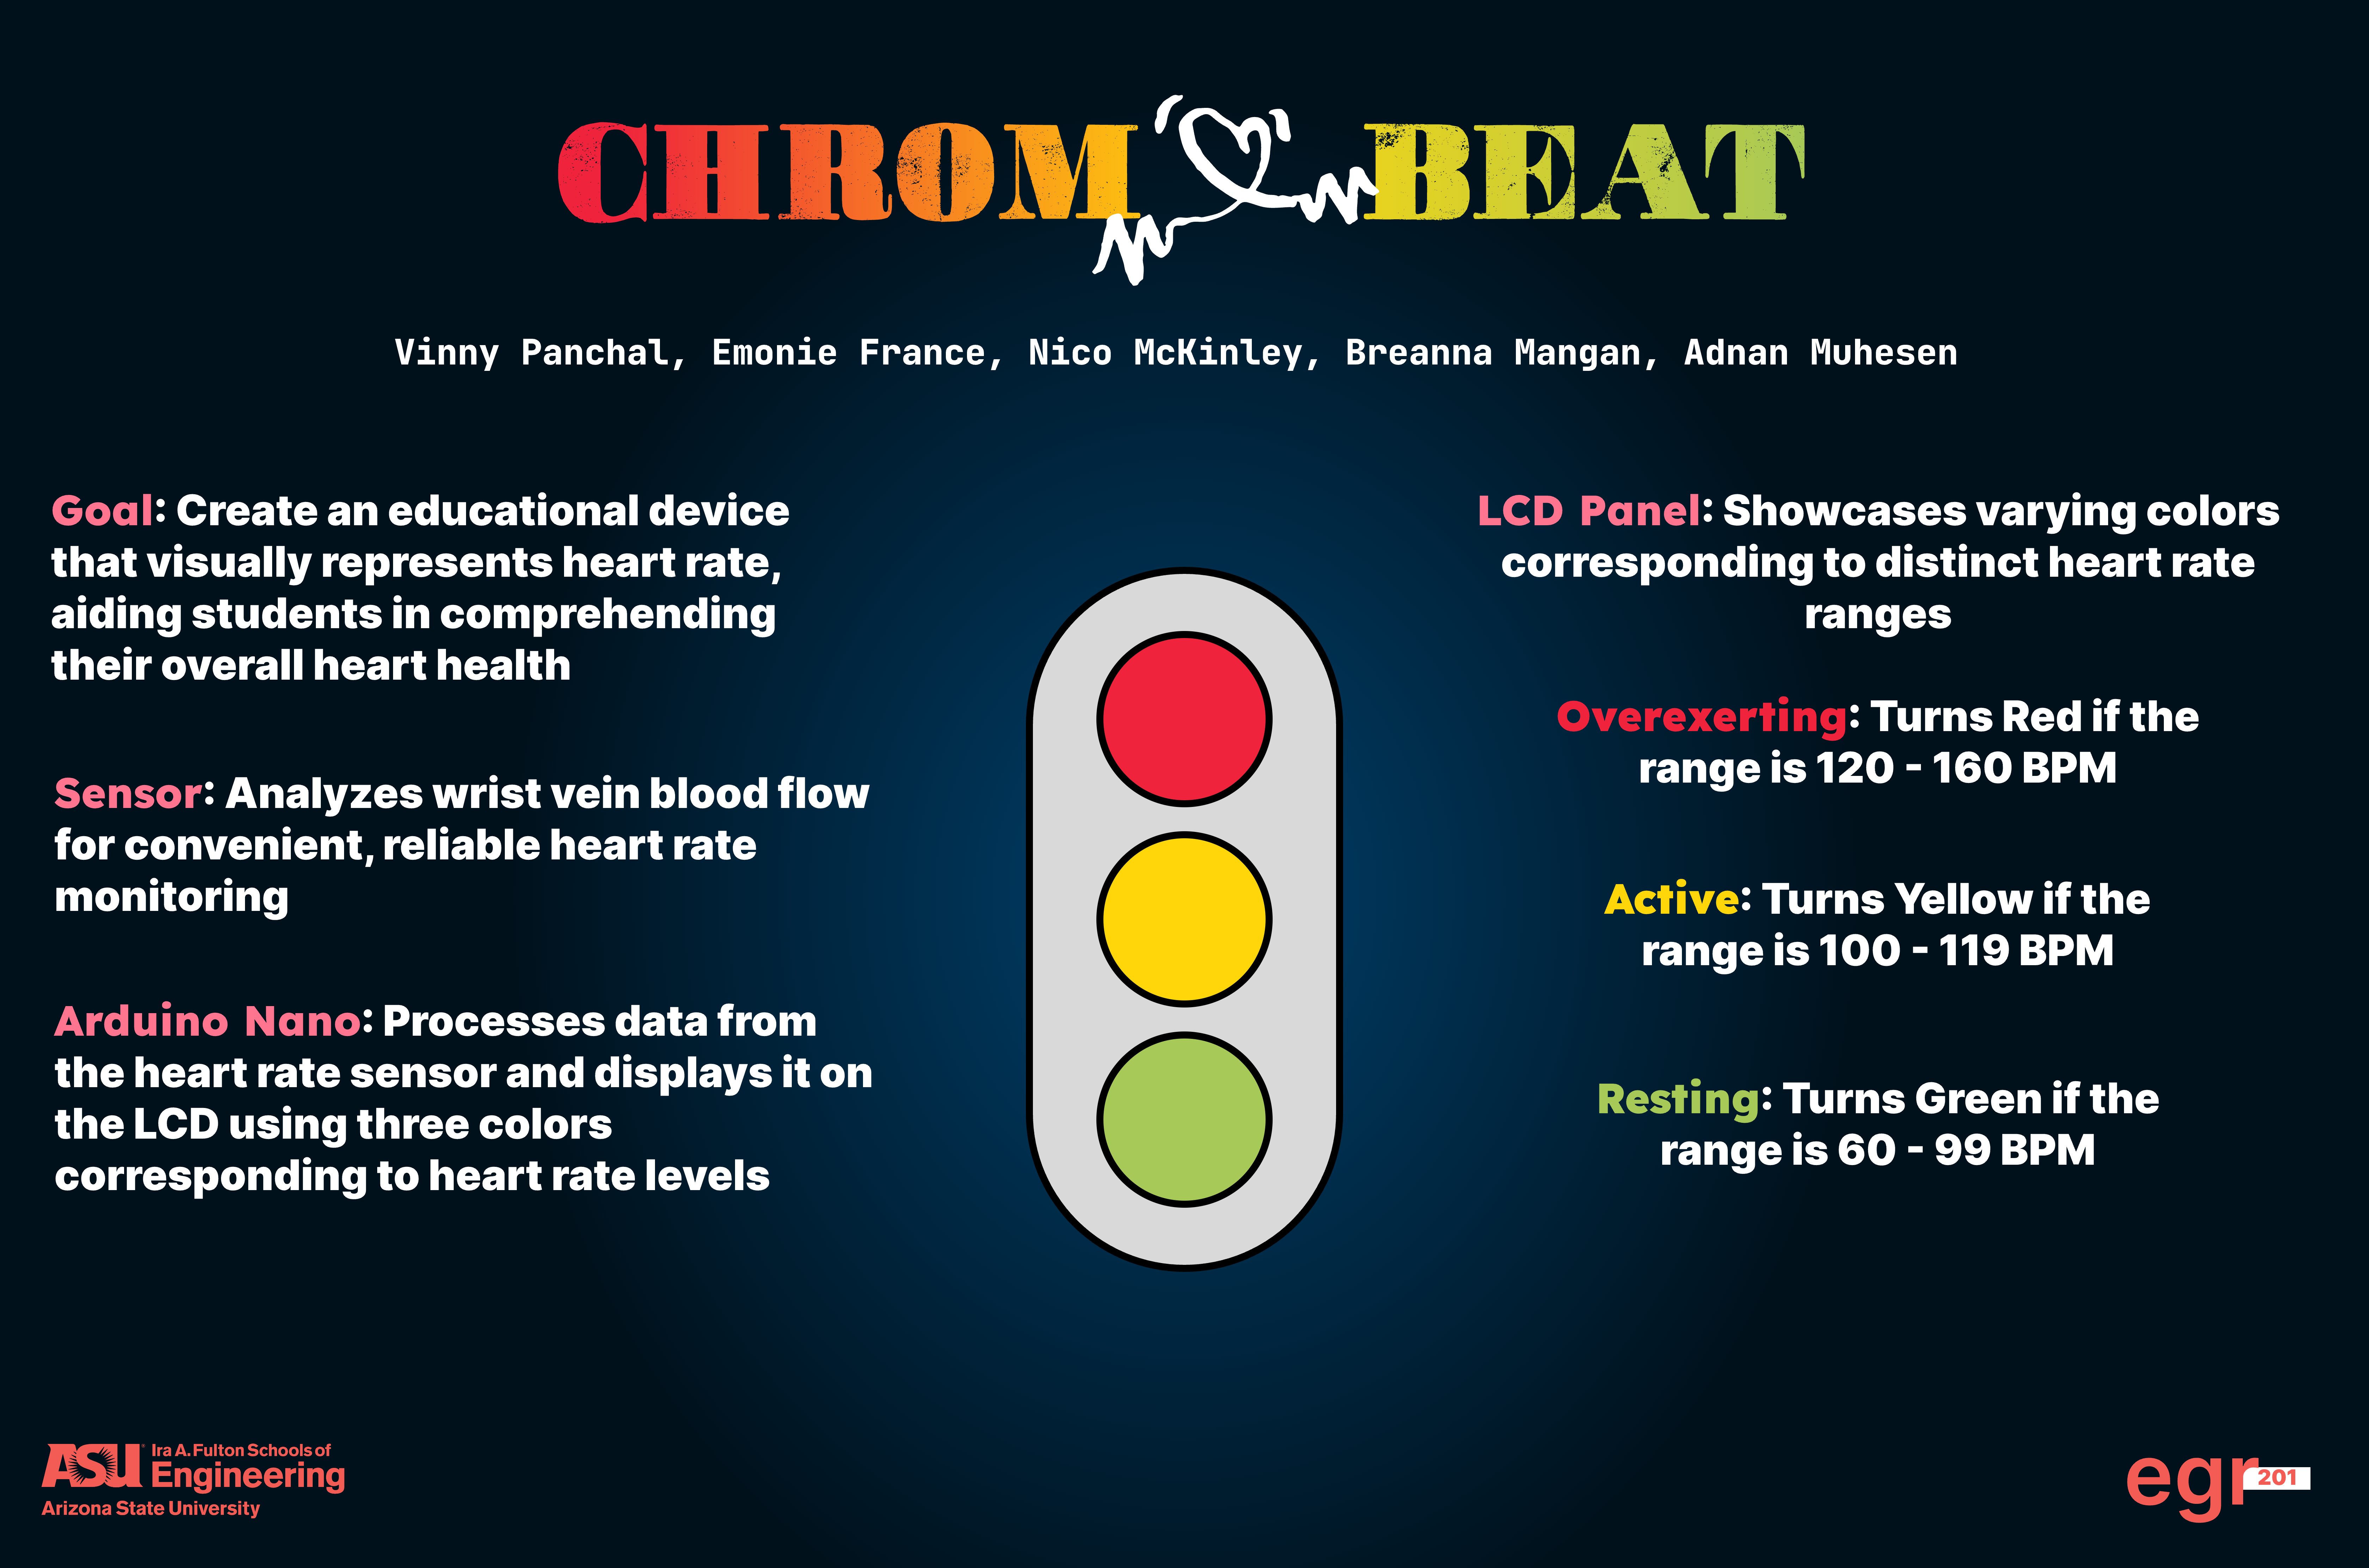 CHROM BEAT
Vinny Panchal, Emonie France, Nico McKinley, Breanna Mangan, Adnan Muhesen
Goal: Create an educational device
that visually represents heart rate,
aiding students in comprehending
their overall heart health
Sensor: Analyzes wrist vein blood flow
for convenient, reliable heart rate
monitoring
Arduino Nano: Processes data from
the heart rate sensor and displays it on
the LCD using three colors
corresponding to heart rate levels
LCD Panel: Showcases varying colors
corresponding to distinct heart rate
ranges
Overexerting: Turns Red if the
range is 120 - 160 BPM
Active: Turns Yellow if the
range is 100 - 119 BPM
Resting: Turns Green if the
range is 60 - 99 BPM
ASU Ira A. Fulton Schools of
Engineering
Arizona State University
egr 201